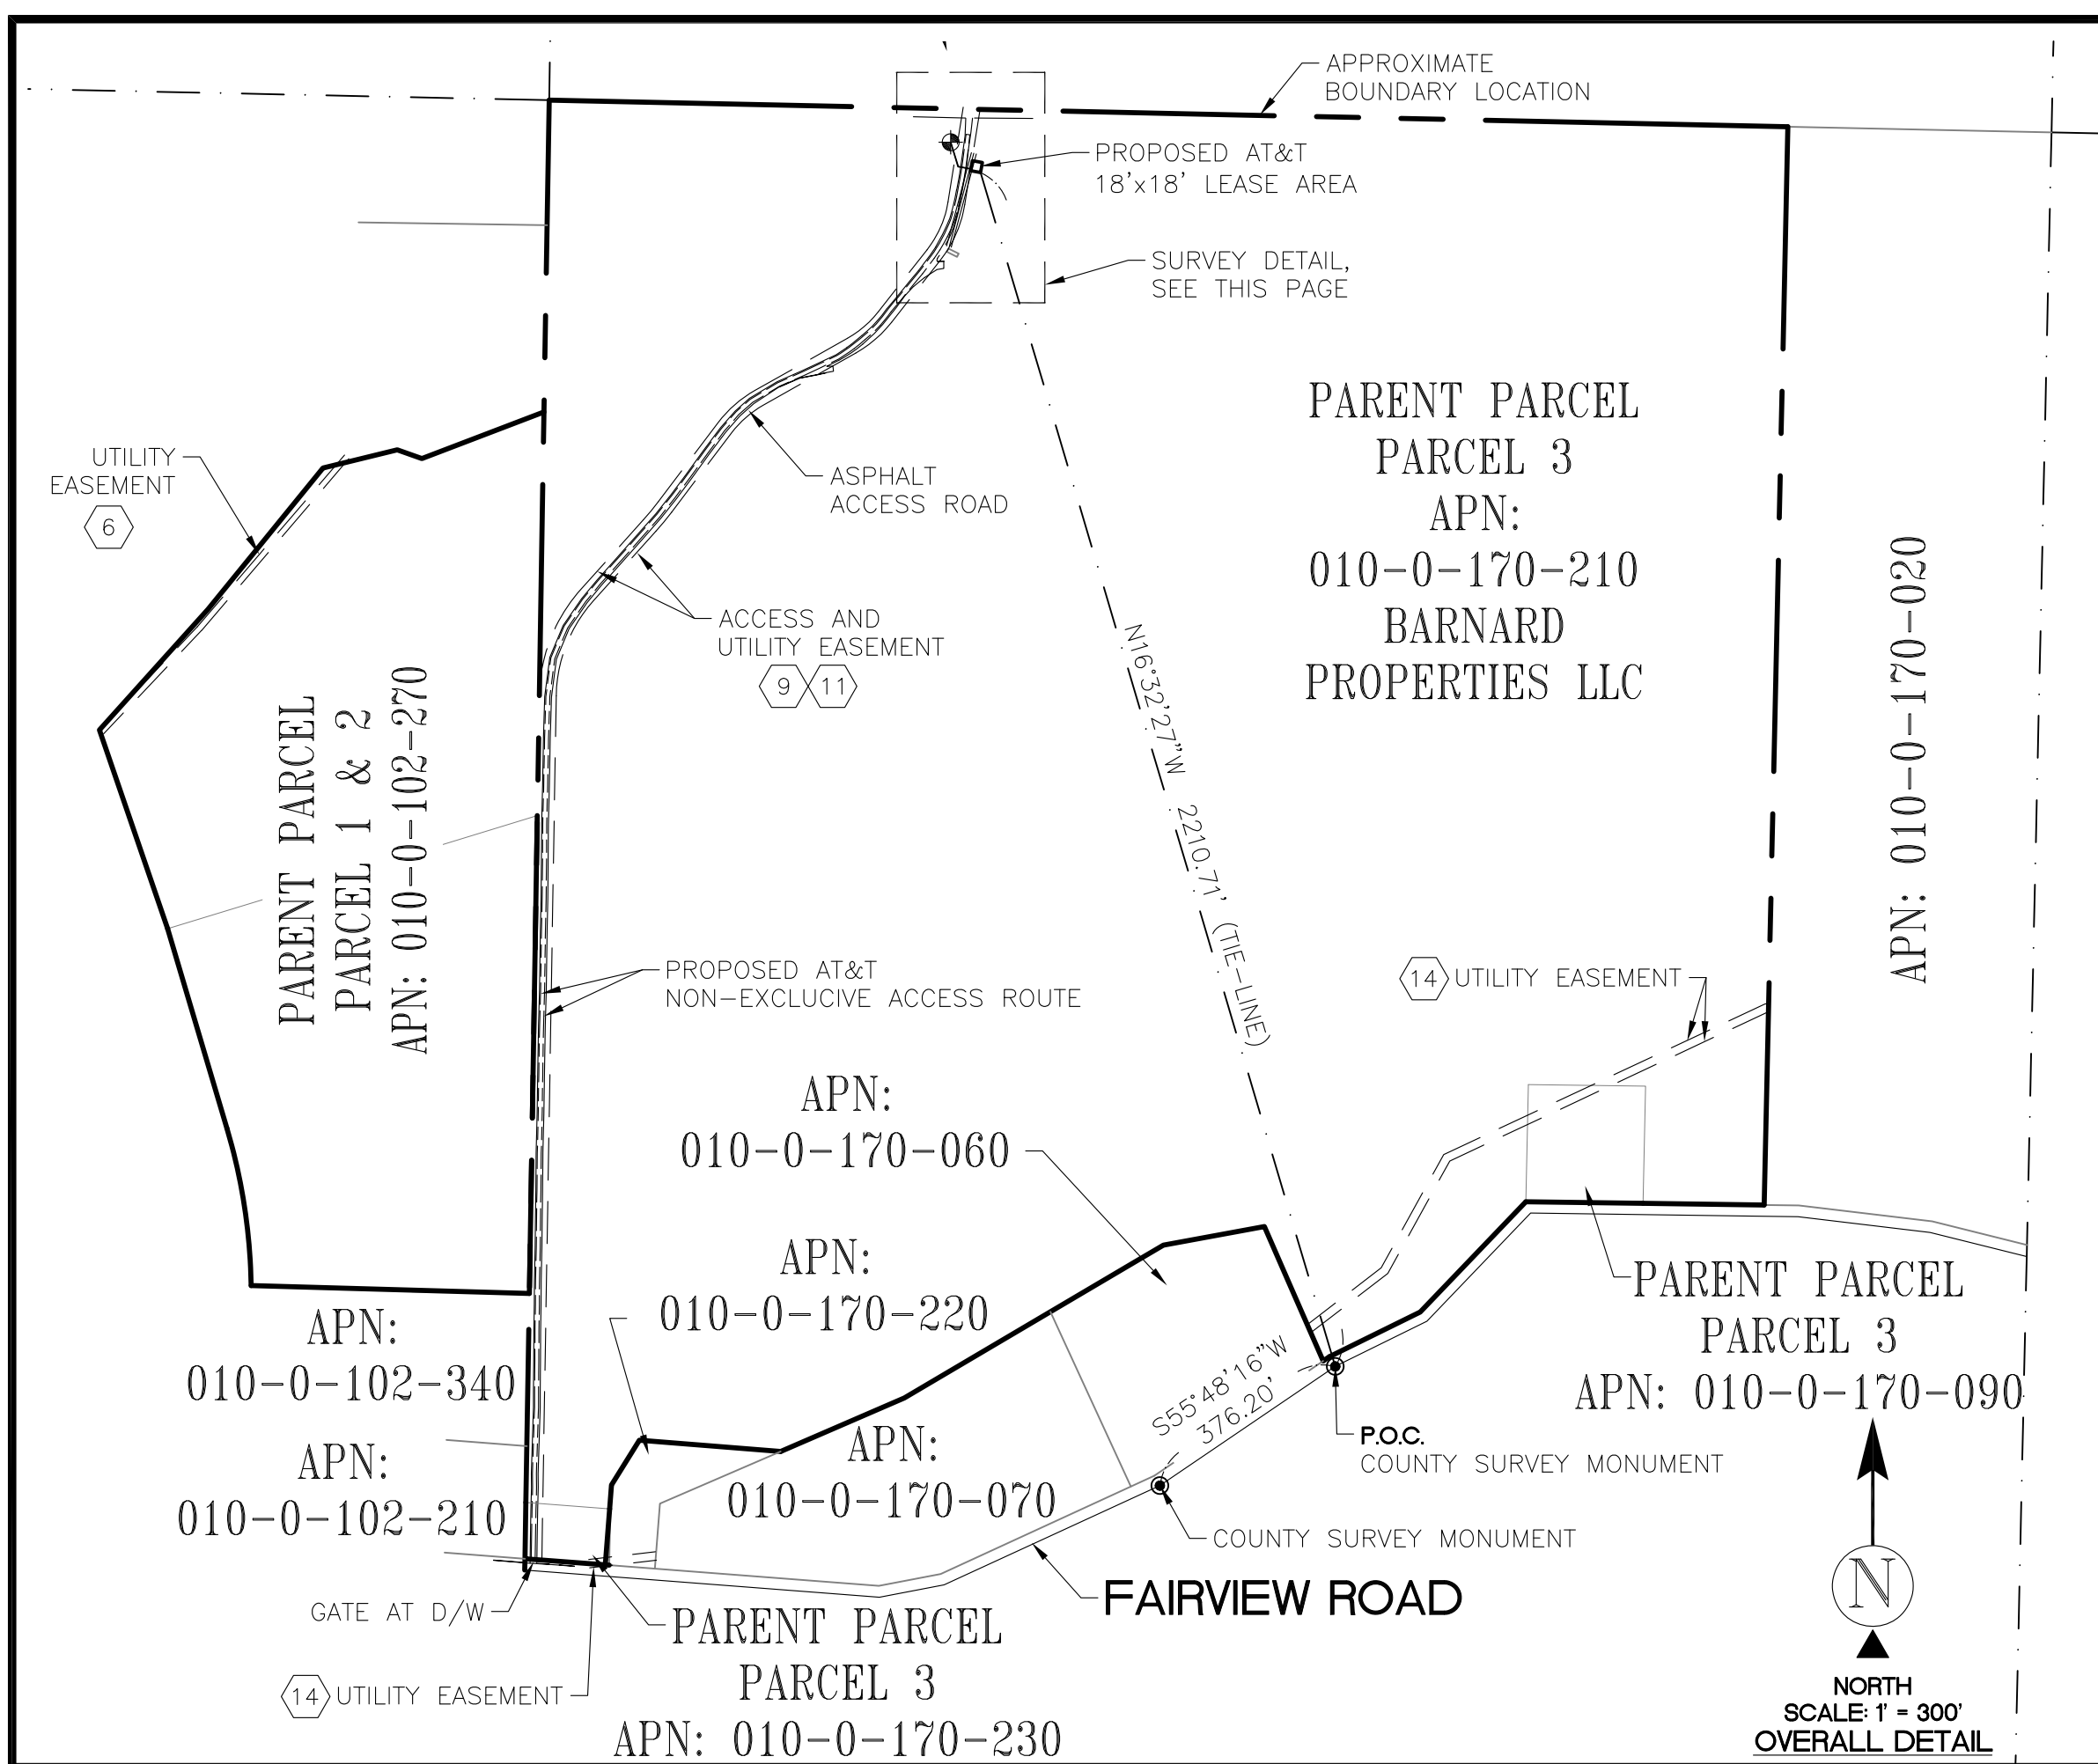 APPROXIMATE
BOUNDARY LOCATION
PROPOSED AT&T
18'x18' LEASE AREA
SURVEY DETAIL,
SEE THIS PAGE
PARENT PARCEL
PARCEL 3
APN:
010-0-170-210
BARNARD
PROPERTIES LLC
UTILITY
EASEMENT
6
ASPHALT
ACCESS ROAD
ACCESS AND
UTILITY EASEMENT
9 11
N16°32'27"W 2210.71' (TIE-LINE)
APN: 010-0-170-020
PARENT PARCEL
PARCEL 1 & 2
APN: 010-0-102-270
PROPOSED AT&T
NON-EXCLUCIVE ACCESS ROUTE
14 UTILITY EASEMENT
APN:
010-0-170-060
APN:
010-0-170-220
PARENT PARCEL
PARCEL 3
APN: 010-0-170-090
APN:
010-0-102-340
S55°48'16"W
376.20'
APN:
010-0-170-070
P.O.C.
COUNTY SURVEY MONUMENT
APN:
010-0-102-210
COUNTY SURVEY MONUMENT
FAIRVIEW ROAD
GATE AT D/W
PARENT PARCEL
PARCEL 3
APN: 010-0-170-230
14 UTILITY EASEMENT
N
NORTH
SCALE: 1' = 300'
OVERALL DETAIL